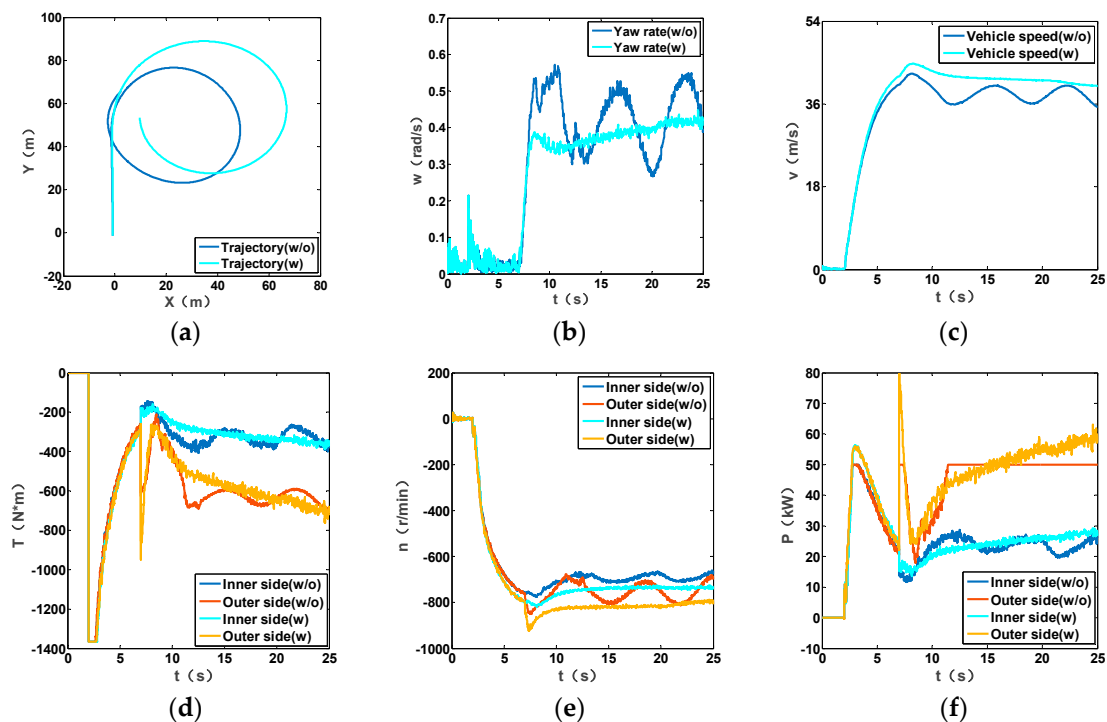 100
80
60
40
20
0
-20
-20 0 20 40 60 80
Y（m）
X（m）
Trajectory(w/o)
Trajectory(w)
(a)
0.7
0.6
0.5
0.4
0.3
0.2
0.1
0
0 5 10 15 20 25
w（rad/s）
t（s）
Yaw rate(w/o)
Yaw rate(w)
(b)
54
36
18
0
0 5 10 15 20 25
v（m/s）
t（s）
Vehicle speed(w/o)
Vehicle speed(w)
(c)
0
-200
-400
-600
-800
-1000
-1200
-1400
0 5 10 15 20 25
T（N*m）
t（s）
Inner side(w/o)
Outer side(w/o)
Inner side(w)
Outer side(w)
(d)
200
0
-200
-400
-600
-800
-1000
0 5 10 15 20 25
n（r/min）
t（s）
Inner side(w/o)
Outer side(w/o)
Inner side(w)
Outer side(w)
(e)
80
70
60
50
40
30
20
10
0
-10
0 5 10 15 20 25
P（kW）
t（s）
Inner side(w/o)
Outer side(w/o)
Inner side(w)
Outer side(w)
(f)